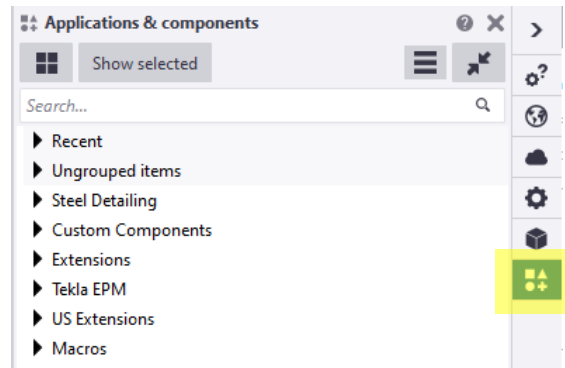 Applications & components
Show selected
Search...
Recent
Ungrouped items
Steel Detailing
Custom Components
Extensions
Tekla EPM
US Extensions
Macros